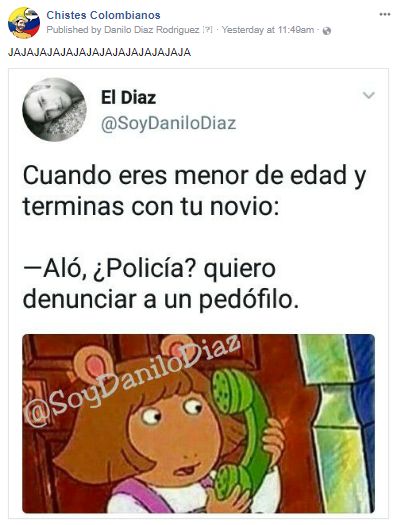 Chistes Colombianos
Published by Danilo Diaz Rodriguez [?] · Yesterday at 11:49am ·
JAJAJAJAJAJAJAJAJAJAJAJAJAJA
El Diaz
@SoyDaniloDiaz
Cuando eres menor de edad y
terminas con tu novio:
—Aló, ¿Policía? quiero
denunciar a un pedófilo.
@SoyDaniloDiaz